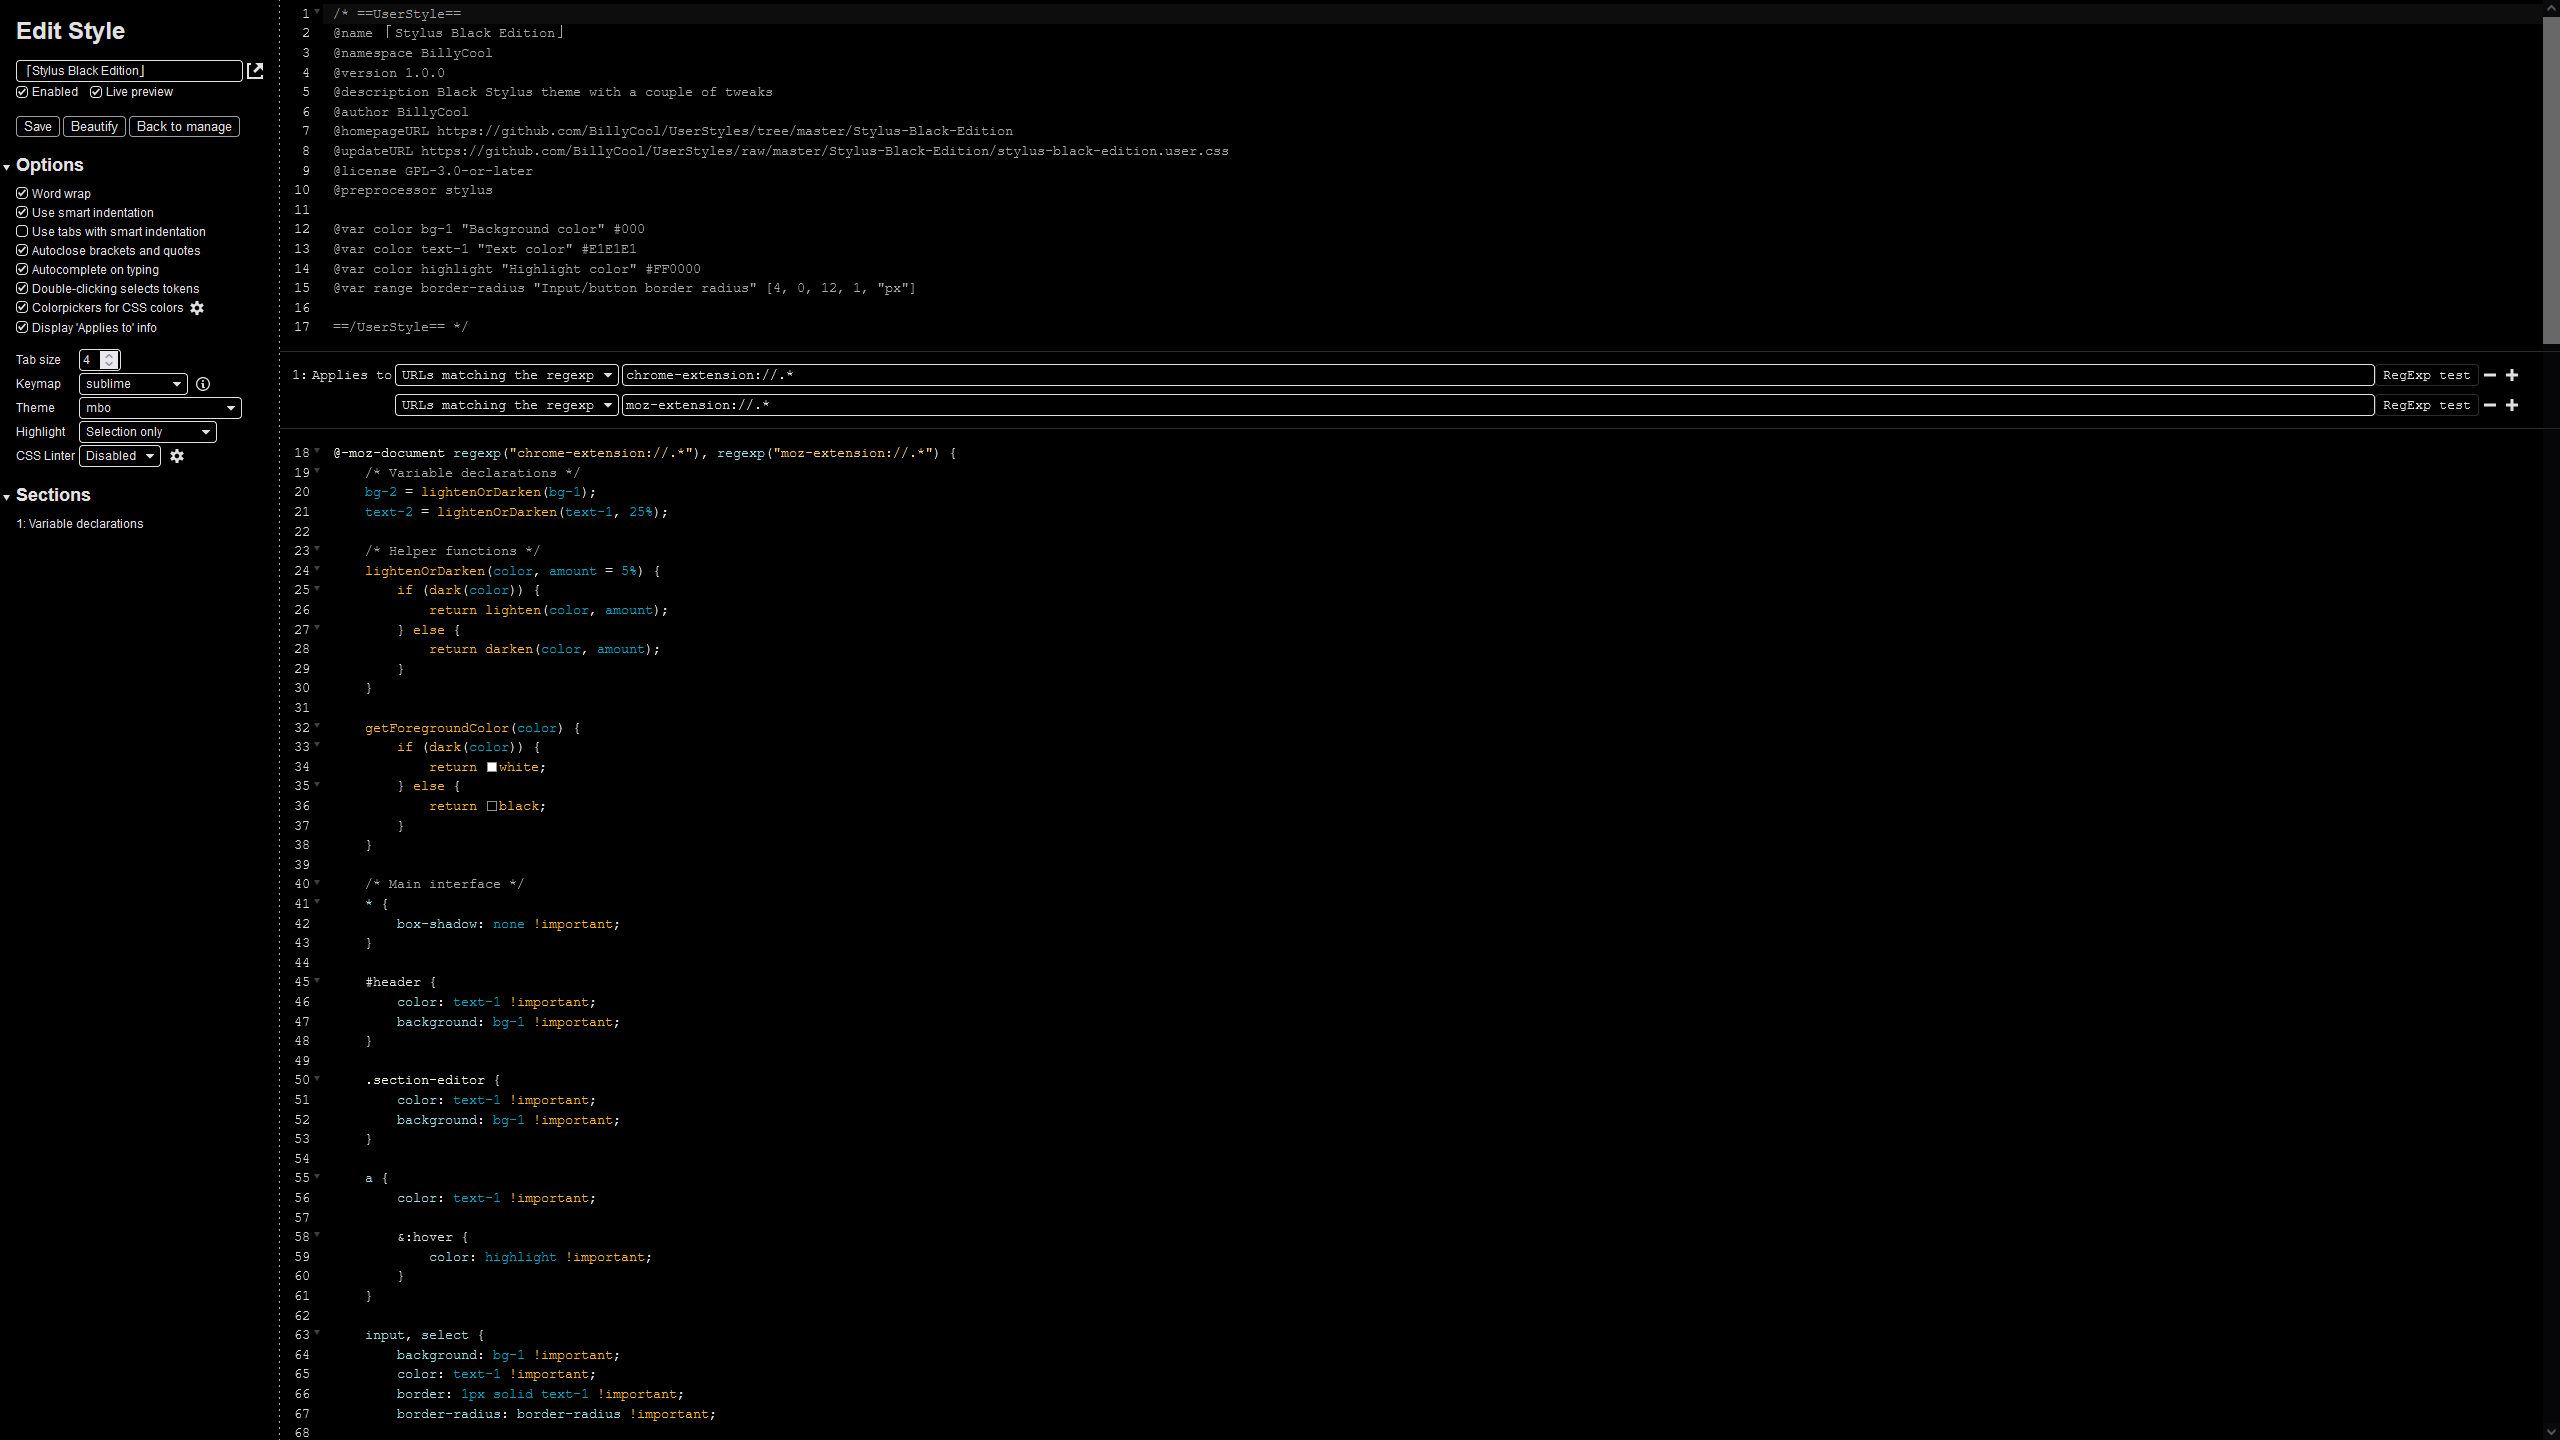 Edit Style
「Stylus Black Edition」
Enabled Live preview
Save Beautify Back to manage
Options
Word wrap
Use smart indentation
Use tabs with smart indentation
Autoclose brackets and quotes
Autocomplete on typing
Double-clicking selects tokens
Colorpickers for CSS colors
Display 'Applies to' info
Tab size 4
Keymap sublime
Theme mbo
Highlight Selection only
CSS Linter Disabled
Sections
1: Variable declarations
1 /* ==UserStyle==
2 @name 「Stylus Black Edition」
3 @namespace BillyCool
4 @version 1.0.0
5 @description Black Stylus theme with a couple of tweaks
6 @author BillyCool
7 @homepageURL https://github.com/BillyCool/UserStyles/tree/master/Stylus-Black-Edition
8 @updateURL https://github.com/BillyCool/UserStyles/raw/master/Stylus-Black-Edition/stylus-black-edition.user.css
9 @license GPL-3.0-or-later
10 @preprocessor stylus
11
12 @var color bg-1 "Background color" #000
13 @var color text-1 "Text color" #E1E1E1
14 @var color highlight "Highlight color" #FF0000
15 @var range border-radius "Input/button border radius" [4, 0, 12, 1, "px"]
16
17 ==/UserStyle== */
1: Applies to URLs matching the regexp chrome-extension://.* RegExp test
URLs matching the regexp moz-extension://.* RegExp test
18 @-moz-document regexp("chrome-extension://.*"), regexp("moz-extension://.*") {
19 /* Variable declarations */
20 bg-2 = lightenOrDarken(bg-1);
21 text-2 = lightenOrDarken(text-1, 25%);
22
23 /* Helper functions */
24 lightenOrDarken(color, amount = 5%) {
25 if (dark(color)) {
26 return lighten(color, amount);
27 } else {
28 return darken(color, amount);
29 }
30 }
31
32 getForegroundColor(color) {
33 if (dark(color)) {
34 return white;
35 } else {
36 return black;
37 }
38 }
39
40 /* Main interface */
41 * {
42 box-shadow: none !important;
43 }
44
45 #header {
46 color: text-1 !important;
47 background: bg-1 !important;
48 }
49
50 .section-editor {
51 color: text-1 !important;
52 background: bg-1 !important;
53 }
54
55 a {
56 color: text-1 !important;
57
58 &:hover {
59 color: highlight !important;
60 }
61 }
62
63 input, select {
64 background: bg-1 !important;
65 color: text-1 !important;
66 border: 1px solid text-1 !important;
67 border-radius: border-radius !important;
68